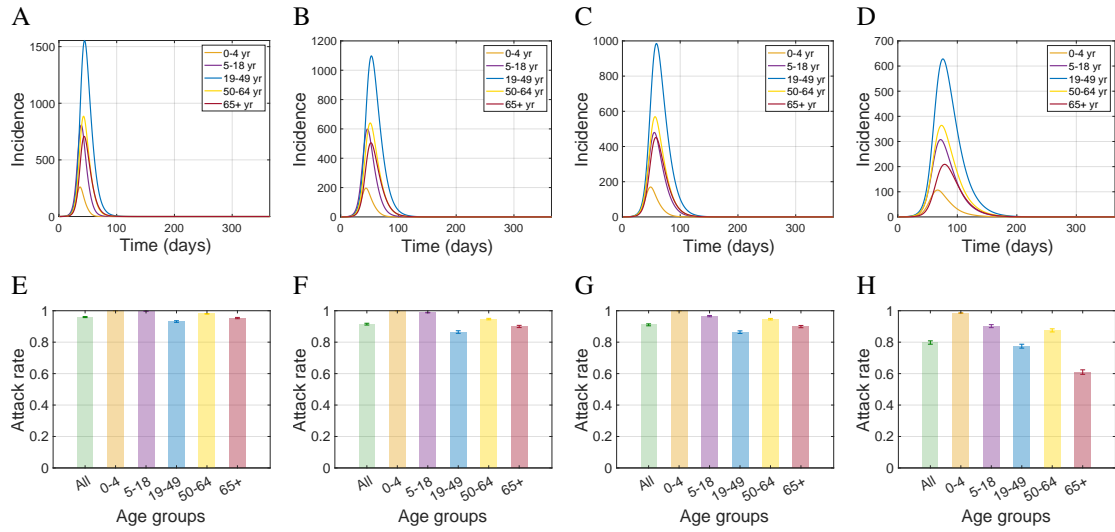 A
B
C
D
Incidence
1500
1000
500
0
0 100 200 300
Time (days)
0-4 yr
5-18 yr
19-49 yr
50-64 yr
65+ yr
Incidence
1200
1000
800
600
400
200
0
0 100 200 300
Time (days)
0-4 yr
5-18 yr
19-49 yr
50-64 yr
65+ yr
Incidence
1000
800
600
400
200
0
0 100 200 300
Time (days)
0-4 yr
5-18 yr
19-49 yr
50-64 yr
65+ yr
Incidence
700
600
500
400
300
200
100
0
0 100 200 300
Time (days)
0-4 yr
5-18 yr
19-49 yr
50-64 yr
65+ yr
E
F
G
H
Attack rate
1
0.8
0.6
0.4
0.2
0
All 0-4 5-18 19-49 50-64 65+
Age groups
Attack rate
1
0.8
0.6
0.4
0.2
0
All 0-4 5-18 19-49 50-64 65+
Age groups
Attack rate
1
0.8
0.6
0.4
0.2
0
All 0-4 5-18 19-49 50-64 65+
Age groups
Attack rate
1
0.8
0.6
0.4
0.2
0
All 0-4 5-18 19-49 50-64 65+
Age groups